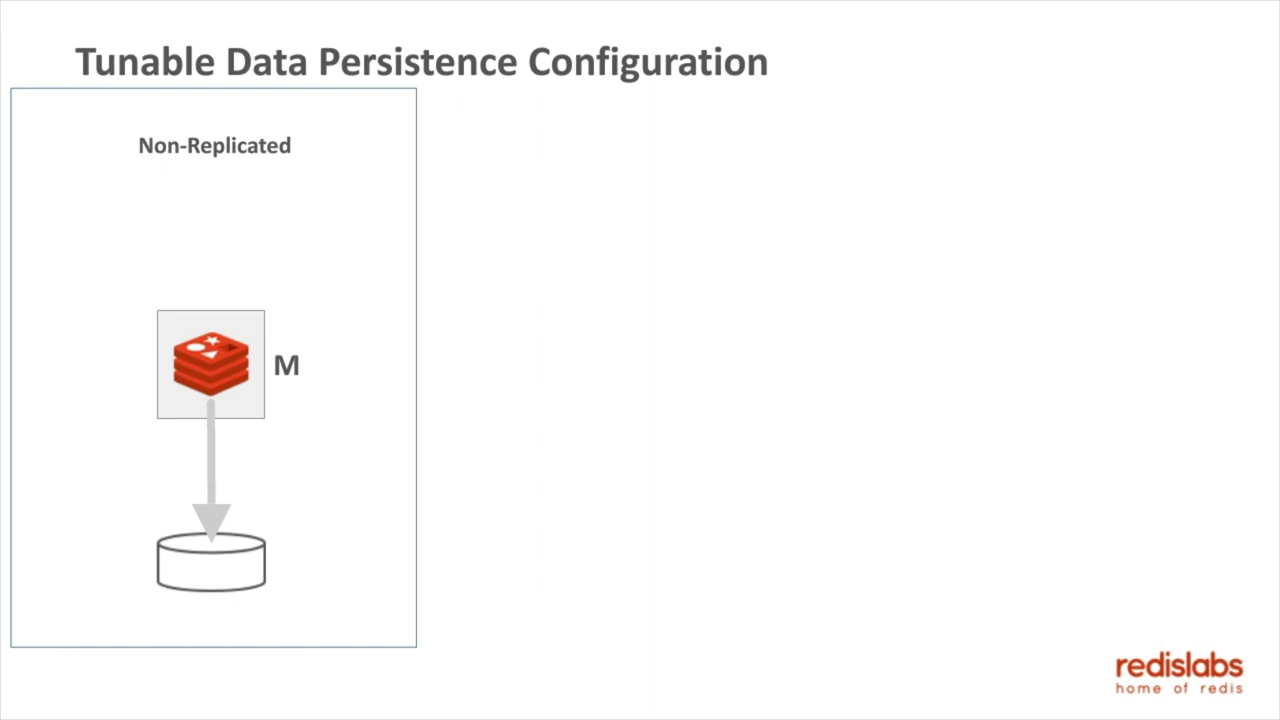 Tunable Data Persistence Configuration
Non-Replicated
M
redislabs
home of redis